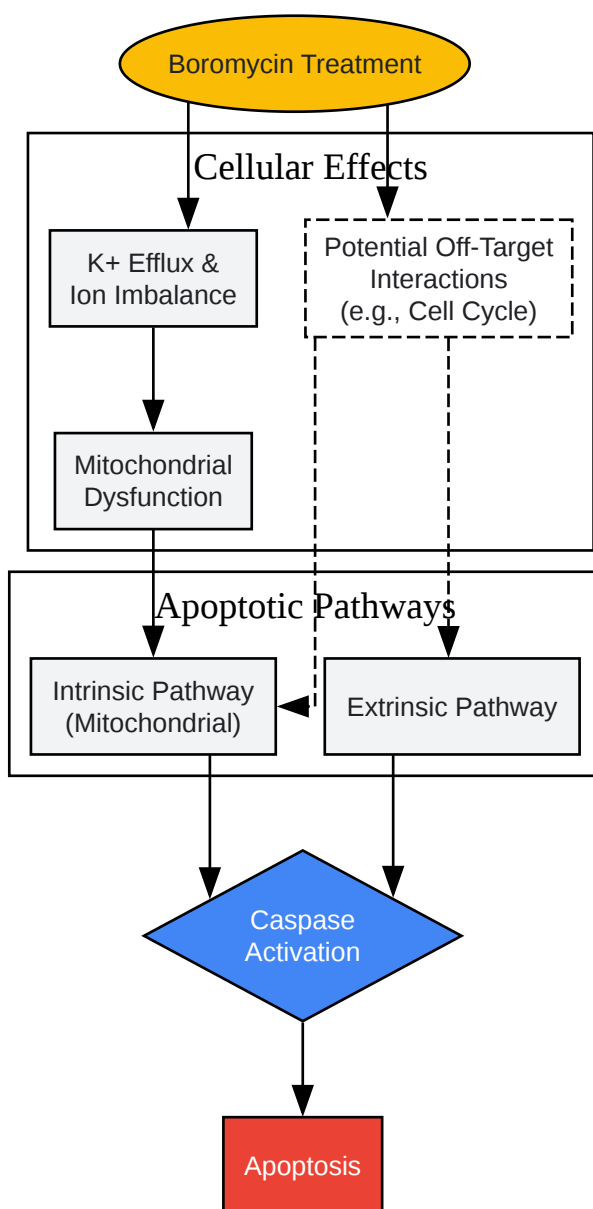 Boromycin Treatment
Cellular Effects
K+ Efflux &
Ion Imbalance
Potential Off-Target
Interactions
(e.g., Cell Cycle)
Mitochondrial
Dysfunction
Apoptotic Pathways
Intrinsic Pathway
(Mitochondrial)
Extrinsic Pathway
Caspase
Activation
Apoptosis